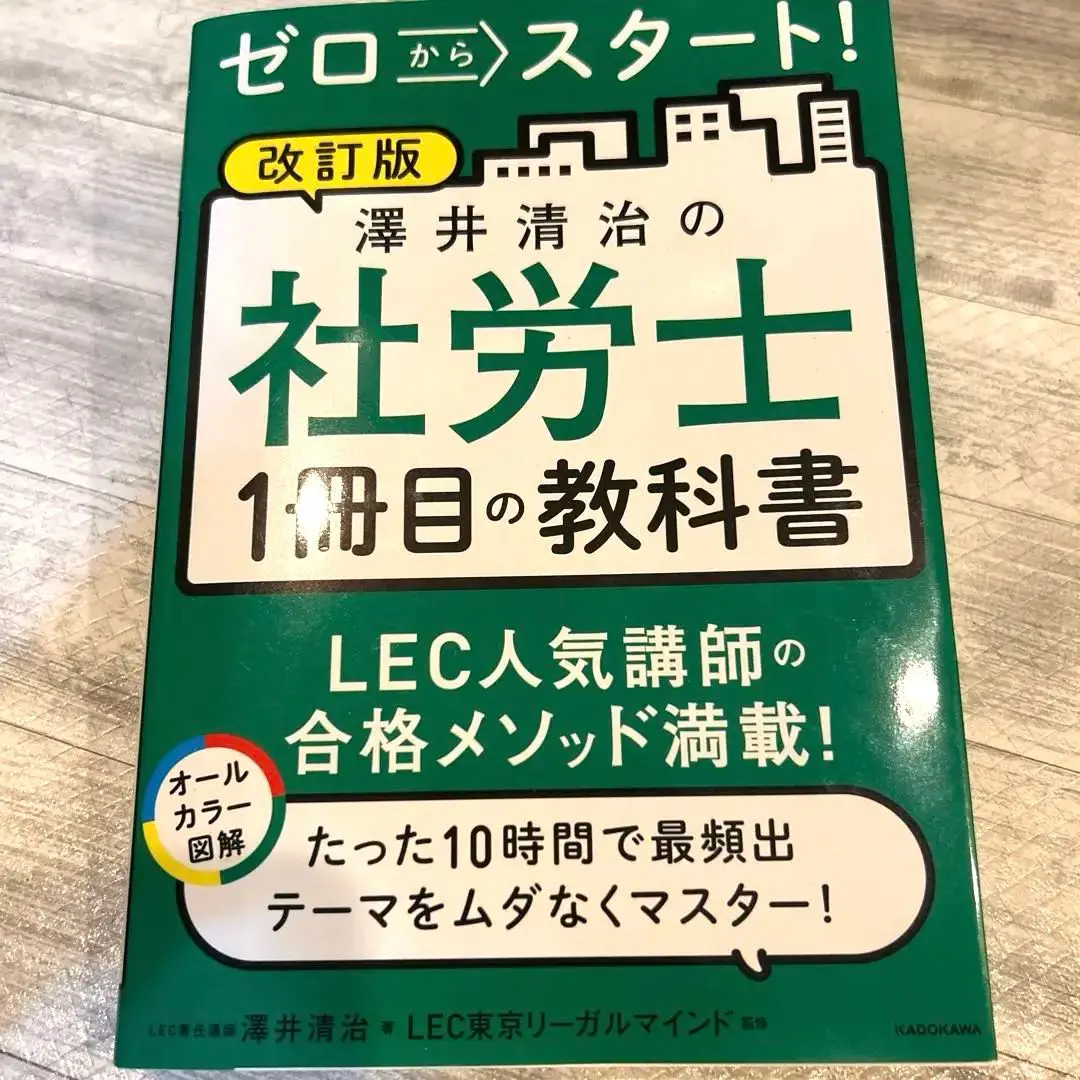 ゼロからスタート!
改訂版
澤井清治の
社労士
1冊目の教科書
LEC人気講師の
合格メソッド満載!
オール
カラー
図解
たった10時間で最頻出
テーマをムダなくマスター!
LEC専任講師 澤井清治 著 LEC東京リーガルマインド 監修
KADOKAWA